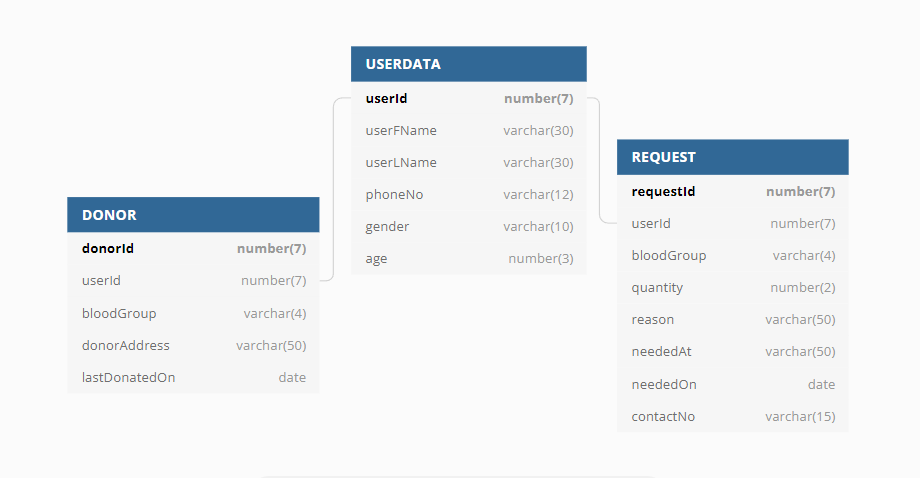 USERDATA
userId number(7)
userFName varchar(30)
userLName varchar(30)
phoneNo varchar(12)
gender varchar(10)
age number(3)
DONOR
donorId number(7)
userId number(7)
bloodGroup varchar(4)
donorAddress varchar(50)
lastDonatedOn date
REQUEST
requestId number(7)
userId number(7)
bloodGroup varchar(4)
quantity number(2)
reason varchar(50)
neededAt varchar(50)
neededOn date
contactNo varchar(15)